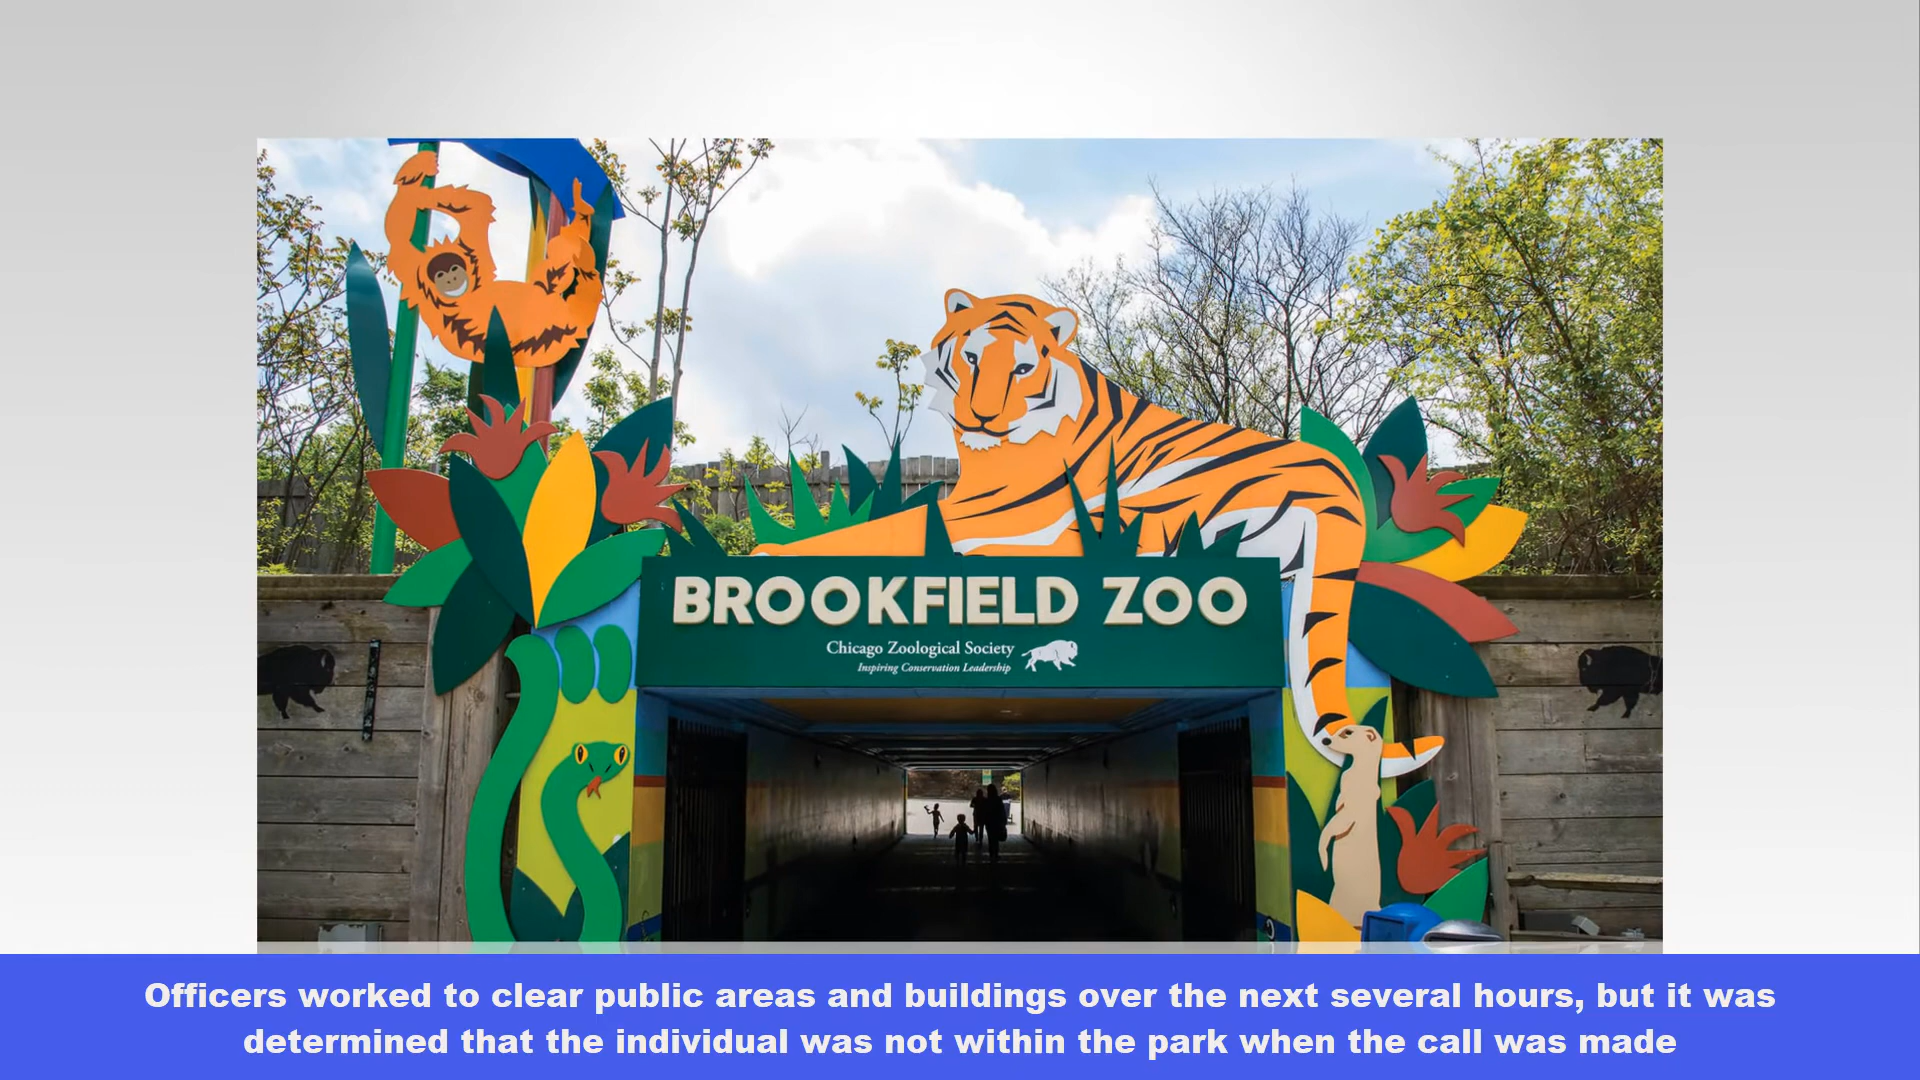 BROOKFIELD ZOO
Chicago Zoological Society
Inspiring Conservation Leadership
Officers worked to clear public areas and buildings over the next several hours, but it was
determined that the individual was not within the park when the call was made